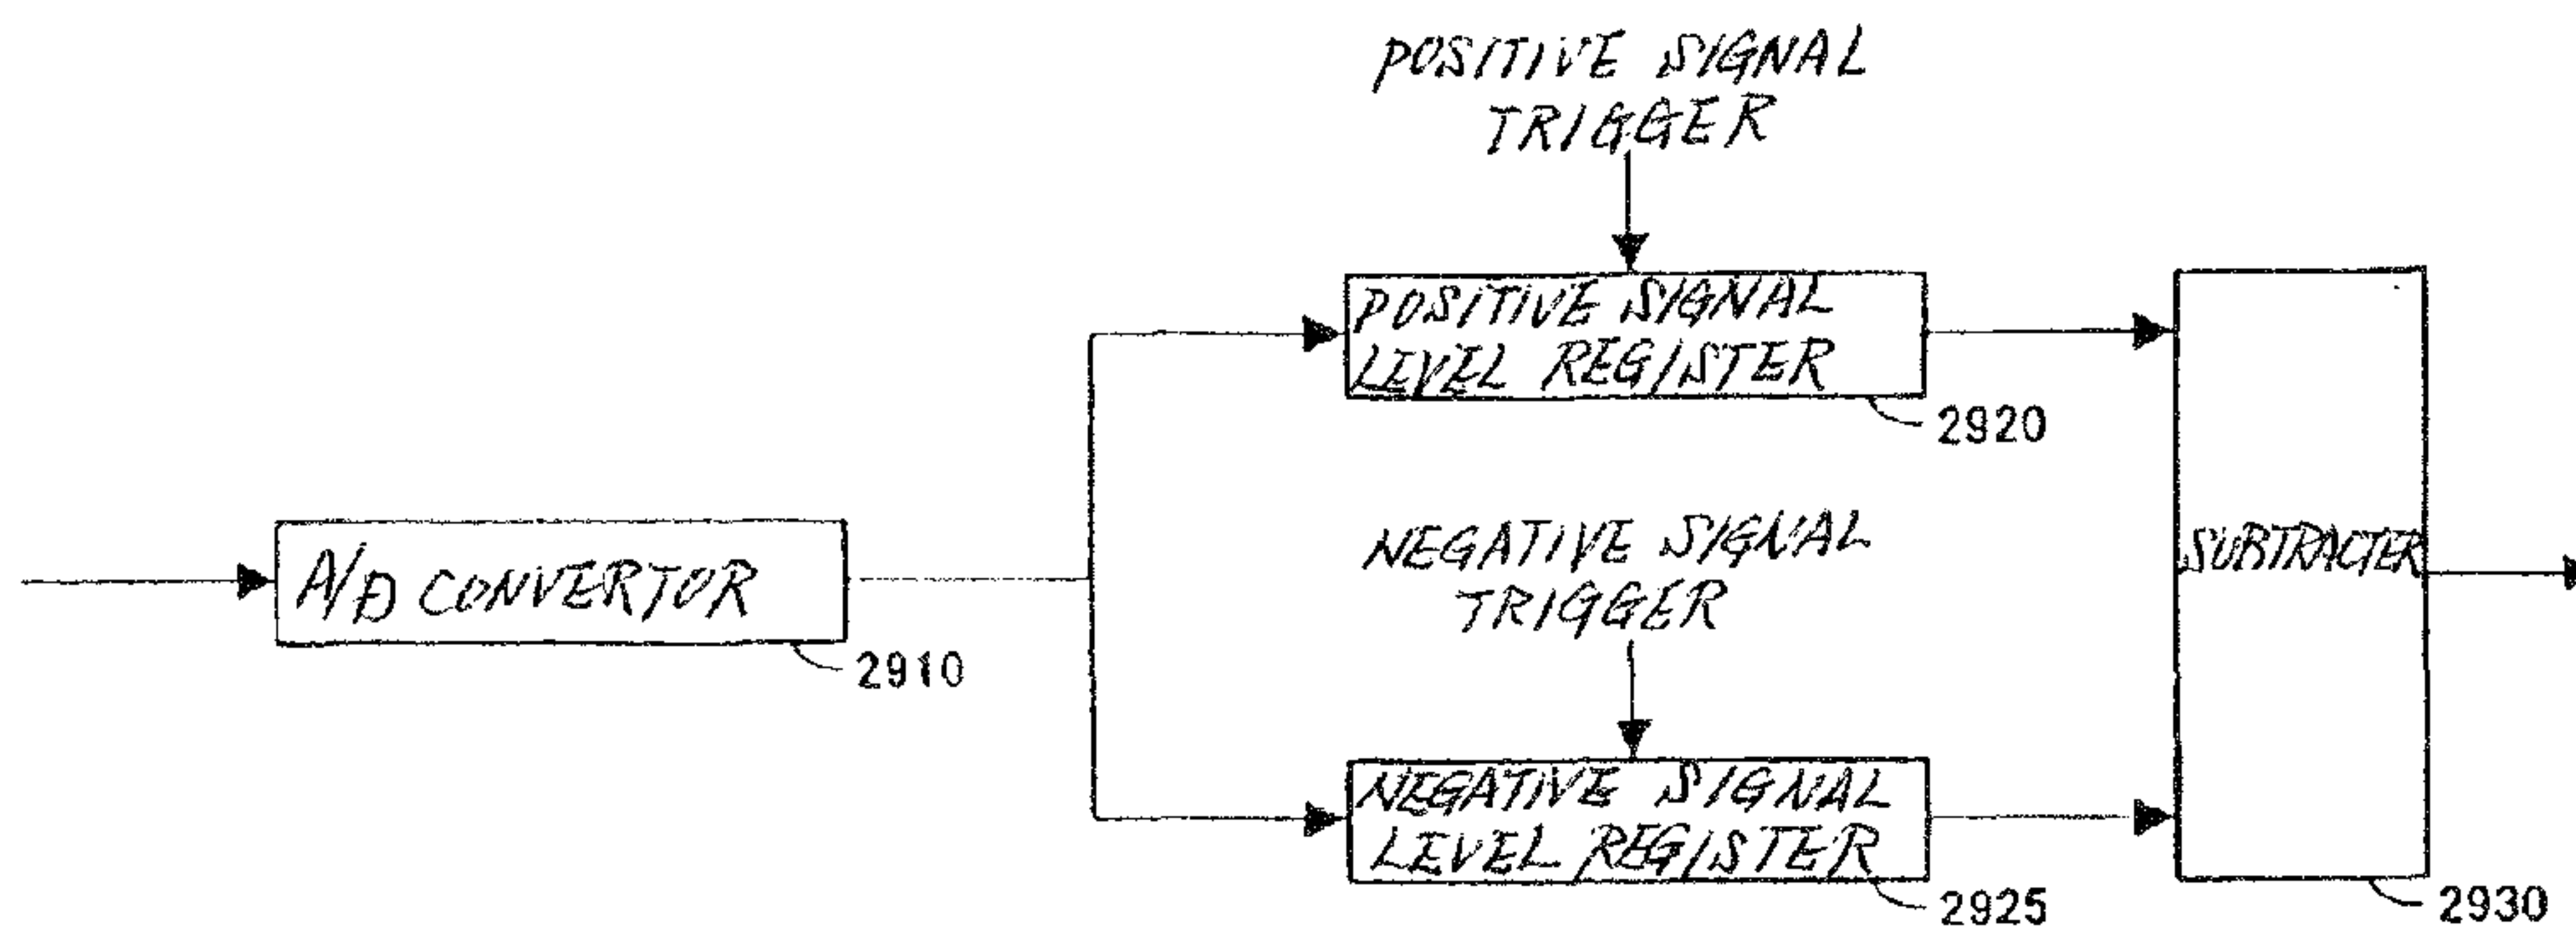 POSITIVE SIGNAL
TRIGGER
POSITIVE SIGNAL
LEVEL REGISTER
2920
NEGATIVE SIGNAL
TRIGGER
A/D CONVERTOR
2910
SUBTRACTER
NEGATIVE SIGNAL
LEVEL REGISTER
2925
2930